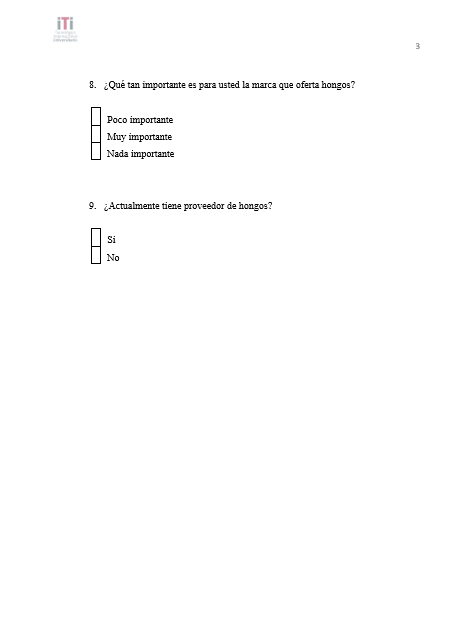 iTi
Universitario
3
8. ¿Qué tan importante es para usted la marca que oferta hongos?
Poco importante
Muy importante
Nada importante
9. ¿Actualmente tiene proveedor de hongos?
Si
No